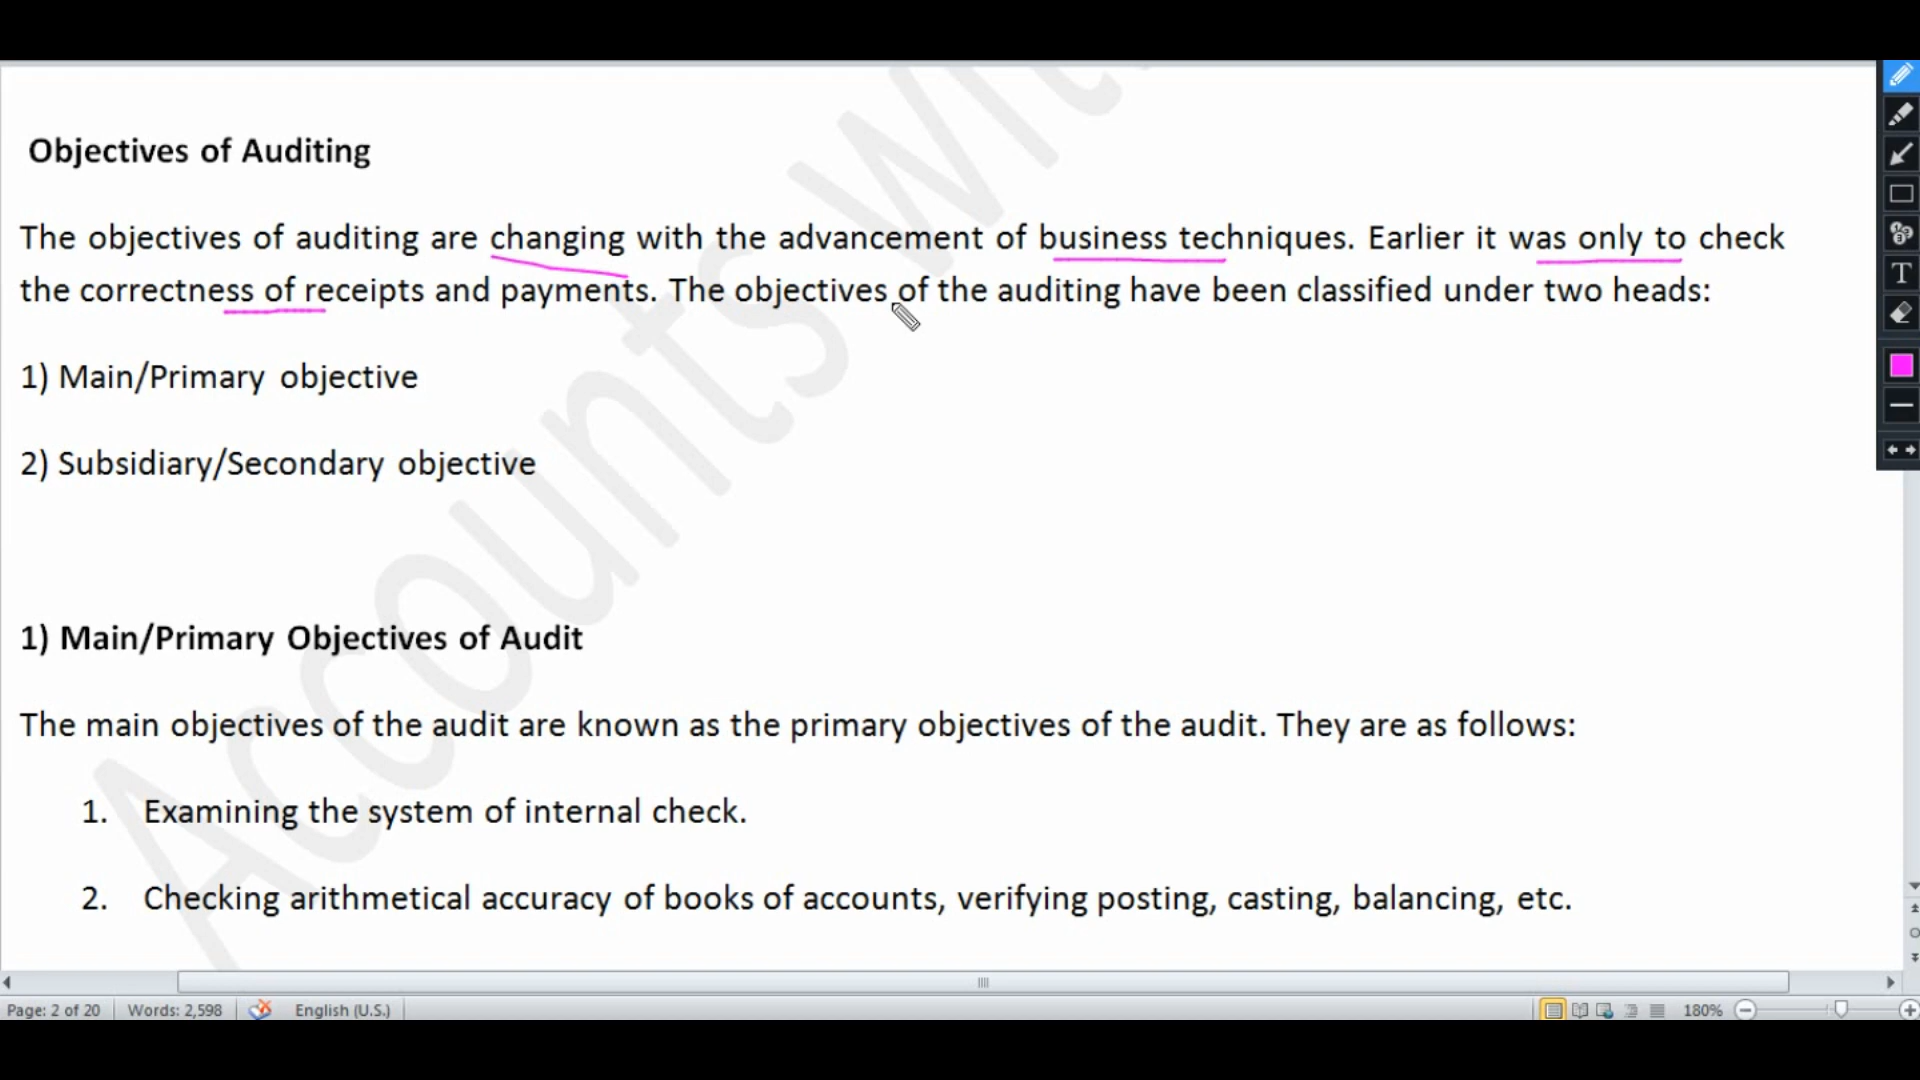 Objectives of Auditing
The objectives of auditing are changing with the advancement of business techniques. Earlier it was only to check
the correctness of receipts and payments. The objectives of the auditing have been classified under two heads:
1) Main/Primary objective
2) Subsidiary/Secondary objective
1) Main/Primary Objectives of Audit
The main objectives of the audit are known as the primary objectives of the audit. They are as follows:
1. Examining the system of internal check.
2. Checking arithmetical accuracy of books of accounts, verifying posting, casting, balancing, etc.
Accounts
Page: 2 of 20 Words: 2,598 English (U.S.) 180%